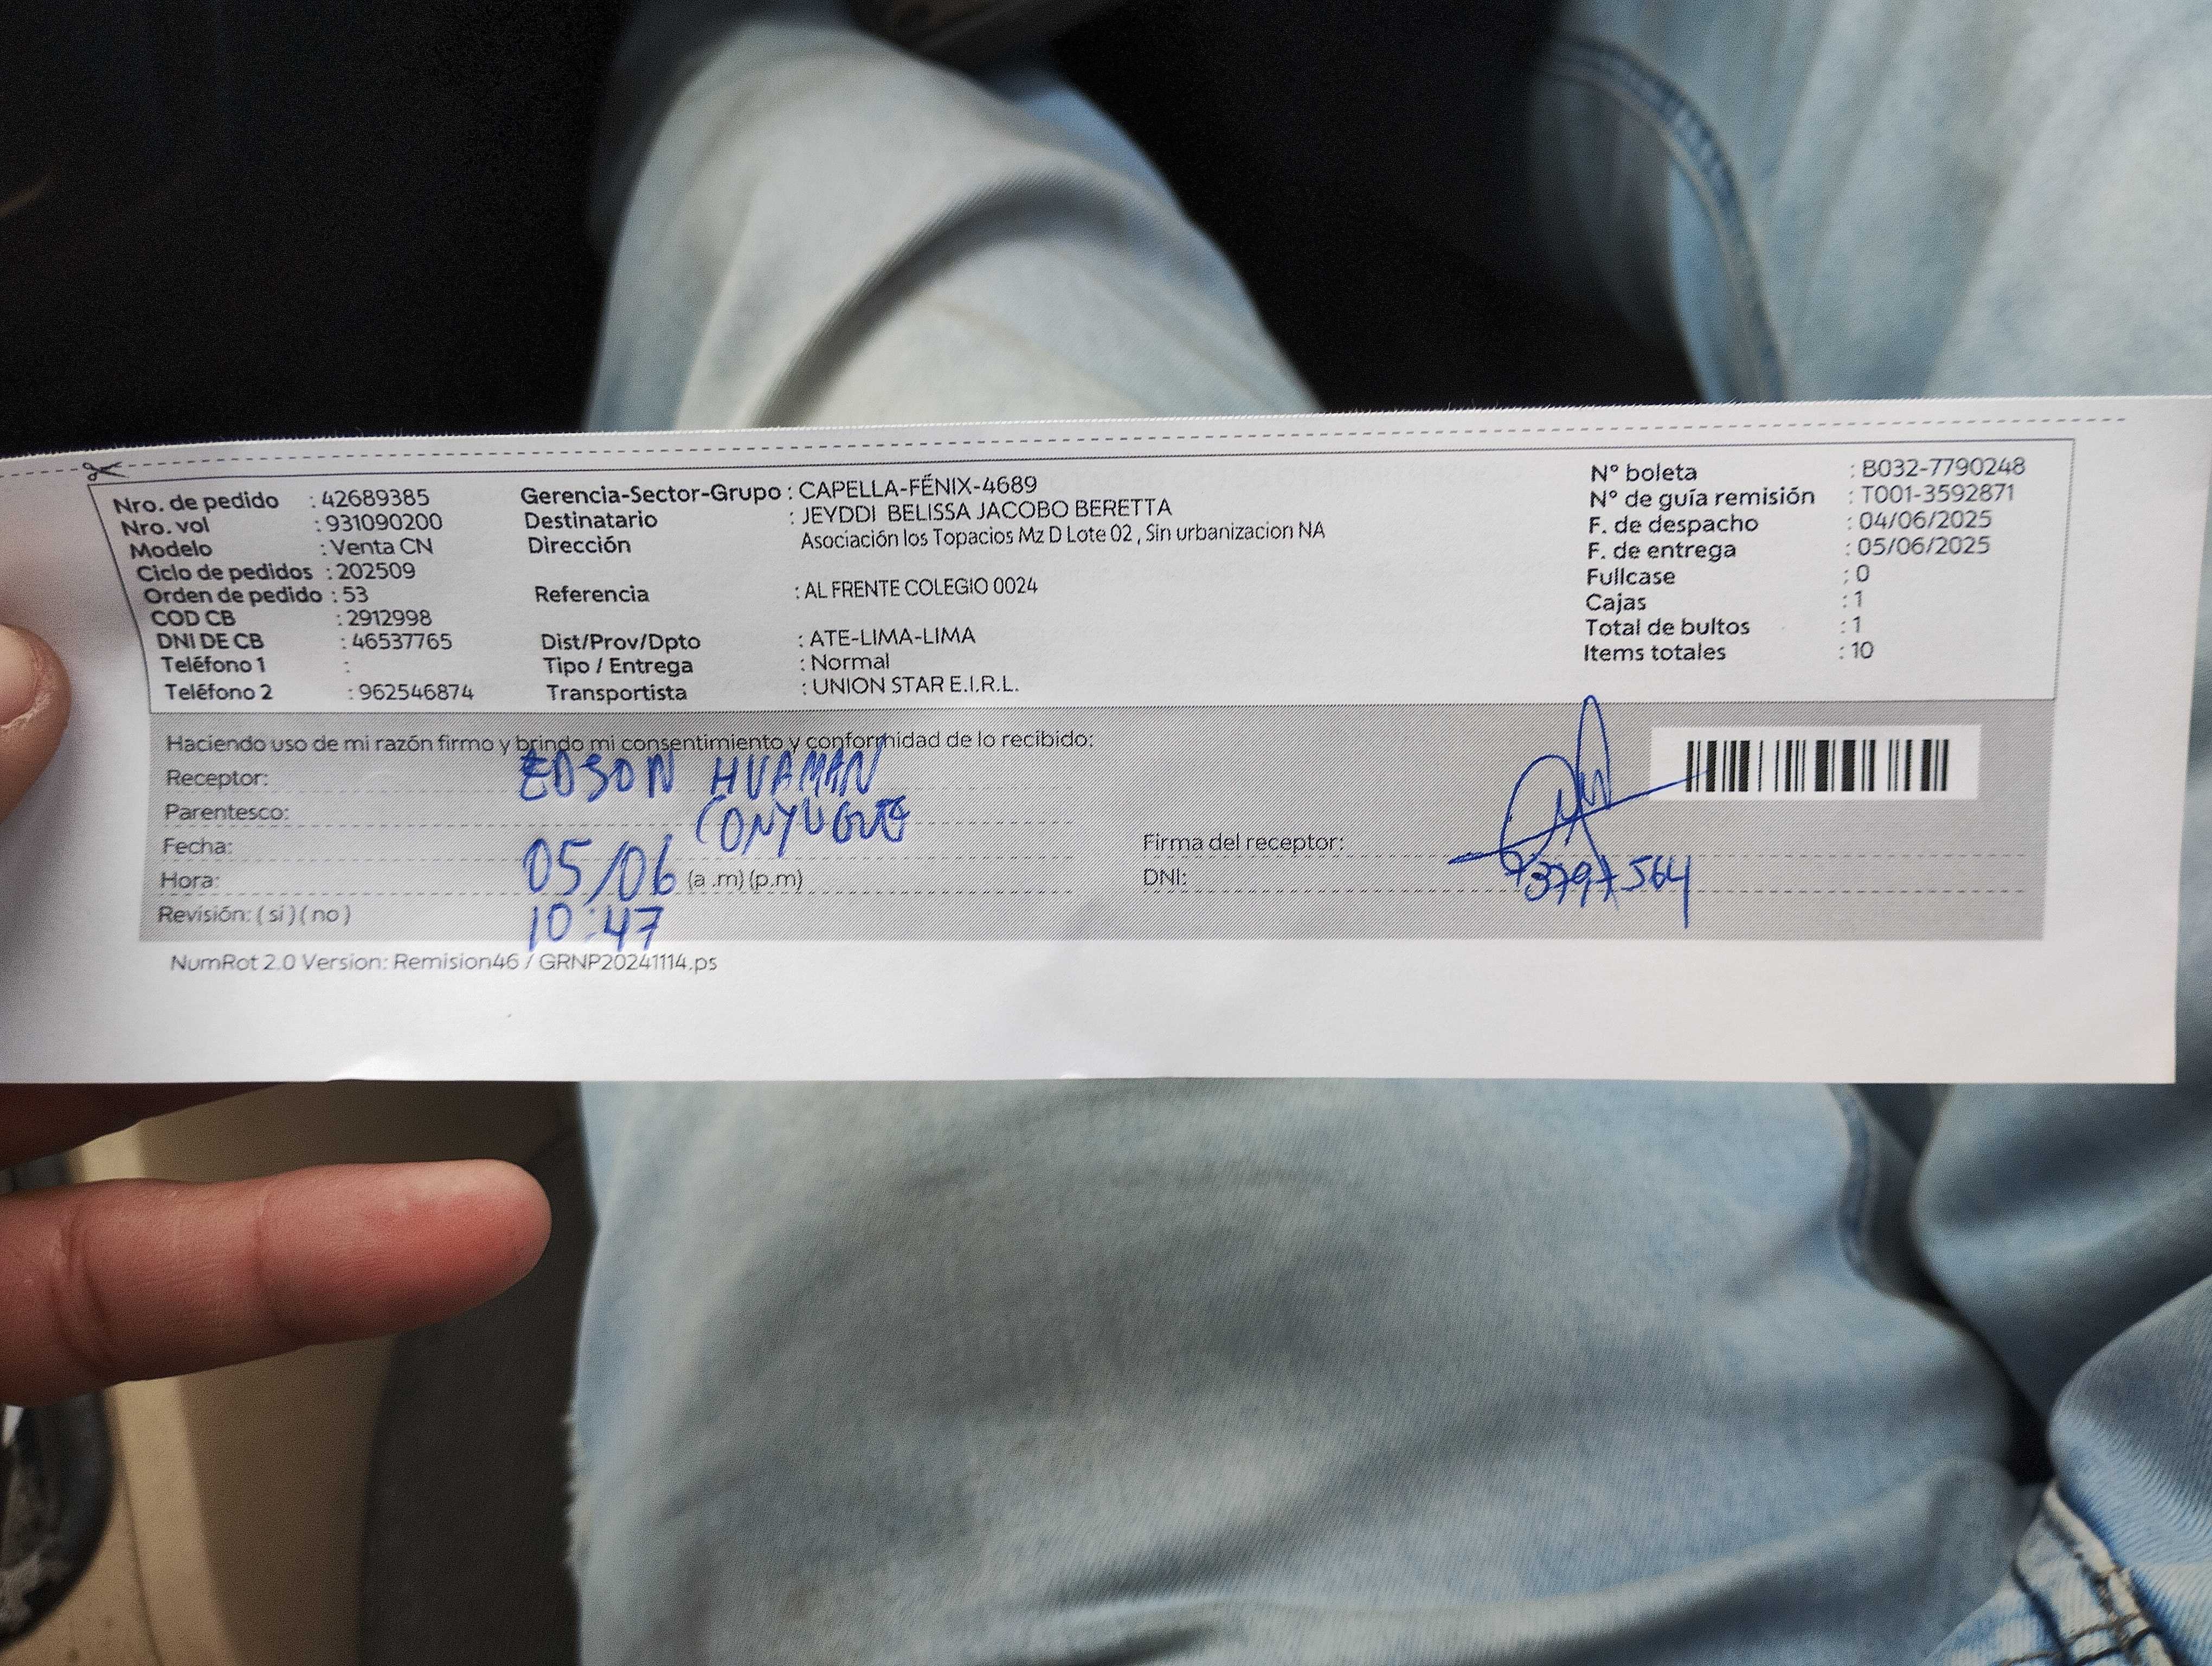 Nro. de pedido : 42689385
Nro. vol : 931090200
Modelo : Venta CN
Ciclo de pedidos : 202509
Orden de pedido : 53
COD CB : 2912998
DNI DE CB : 46537765
Teléfono 1 :
Teléfono 2 : 962546874
Gerencia-Sector-Grupo : CAPELLA-FÉNIX-4689
Destinatario : JEYDDI BELISSA JACOBO BERETTA
Dirección Asociación los Topacios Mz D Lote 02 , Sin urbanizacion NA
Referencia : AL FRENTE COLEGIO 0024
Dist/Prov/Dpto : ATE-LIMA-LIMA
Tipo / Entrega : Normal
Transportista : UNION STAR E.I.R.L.
N° boleta : B032-7790248
N° de guía remisión : T001-3592871
F. de despacho : 04/06/2025
F. de entrega : 05/06/2025
Fullcase : 0
Cajas : 1
Total de bultos : 1
Items totales : 10
Haciendo uso de mi razón firmo y brindo mi consentimiento y conformidad de lo recibido:
Receptor: EDSON HUAMAN
Parentesco: CONYUGUE
Fecha: 05/06
Hora: (a .m) (p.m)
10:47
Revisión: ( si ) ( no )
Firma del receptor:
DNI:
NumRot 2.0 Version: Remision46 / GRNP20241114.ps